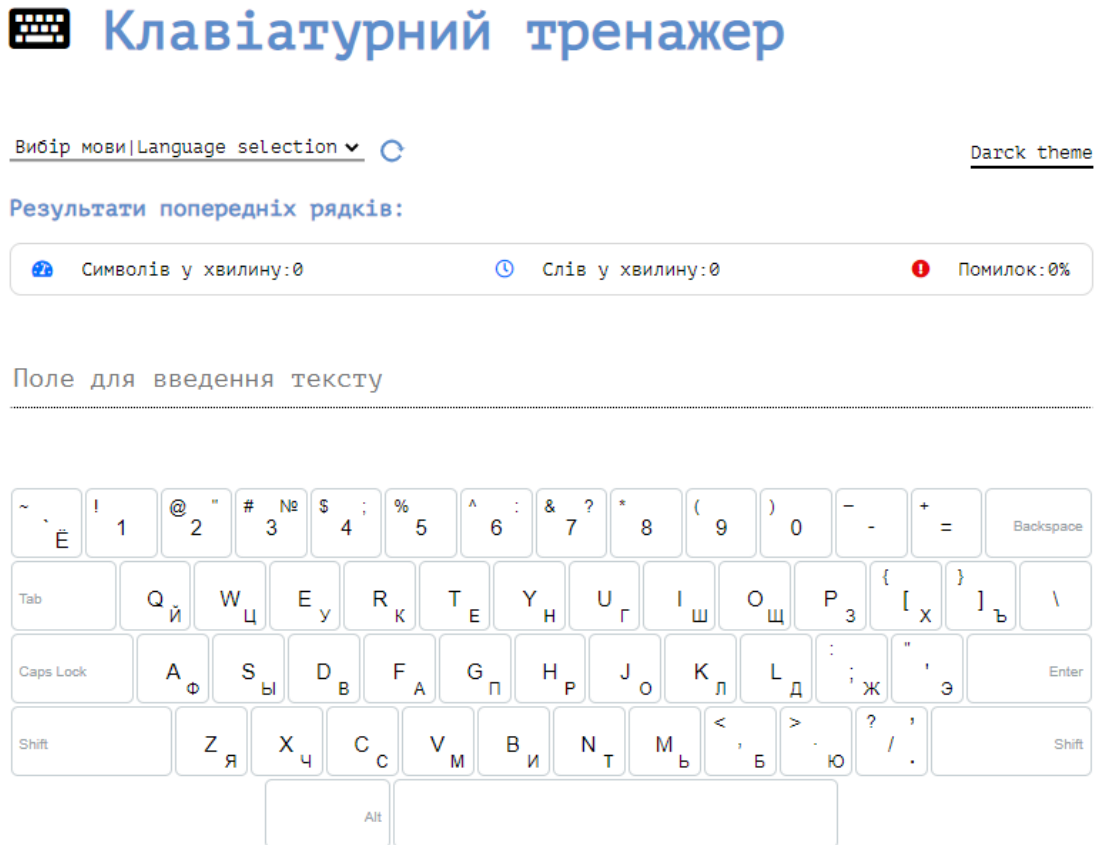 Клавіатурний тренажер
Вибір мови|Language selection
Darck theme
Результати попередніх рядків:
Символів у хвилину:0 Слів у хвилину:0 Помилок:0%
Поле для введення тексту
~ ` Ё ! 1 @ " 2 # № 3 $ ; 4 % 5 ^ : 6 & ? 7 * 8 ( 9 ) 0 _ - + = Backspace
Tab Q Й W Ц E У R К T Е Y Н U Г I Ш O Щ P З { [ Х } ] Ъ \
Caps Lock A Ф S Ы D В F А G П H Р J О K Л L Д : ; Ж " ' Э Enter
Shift Z Я X Ч C С V М B И N Т M Ь < , Б > . Ю ? , / . Shift
Alt